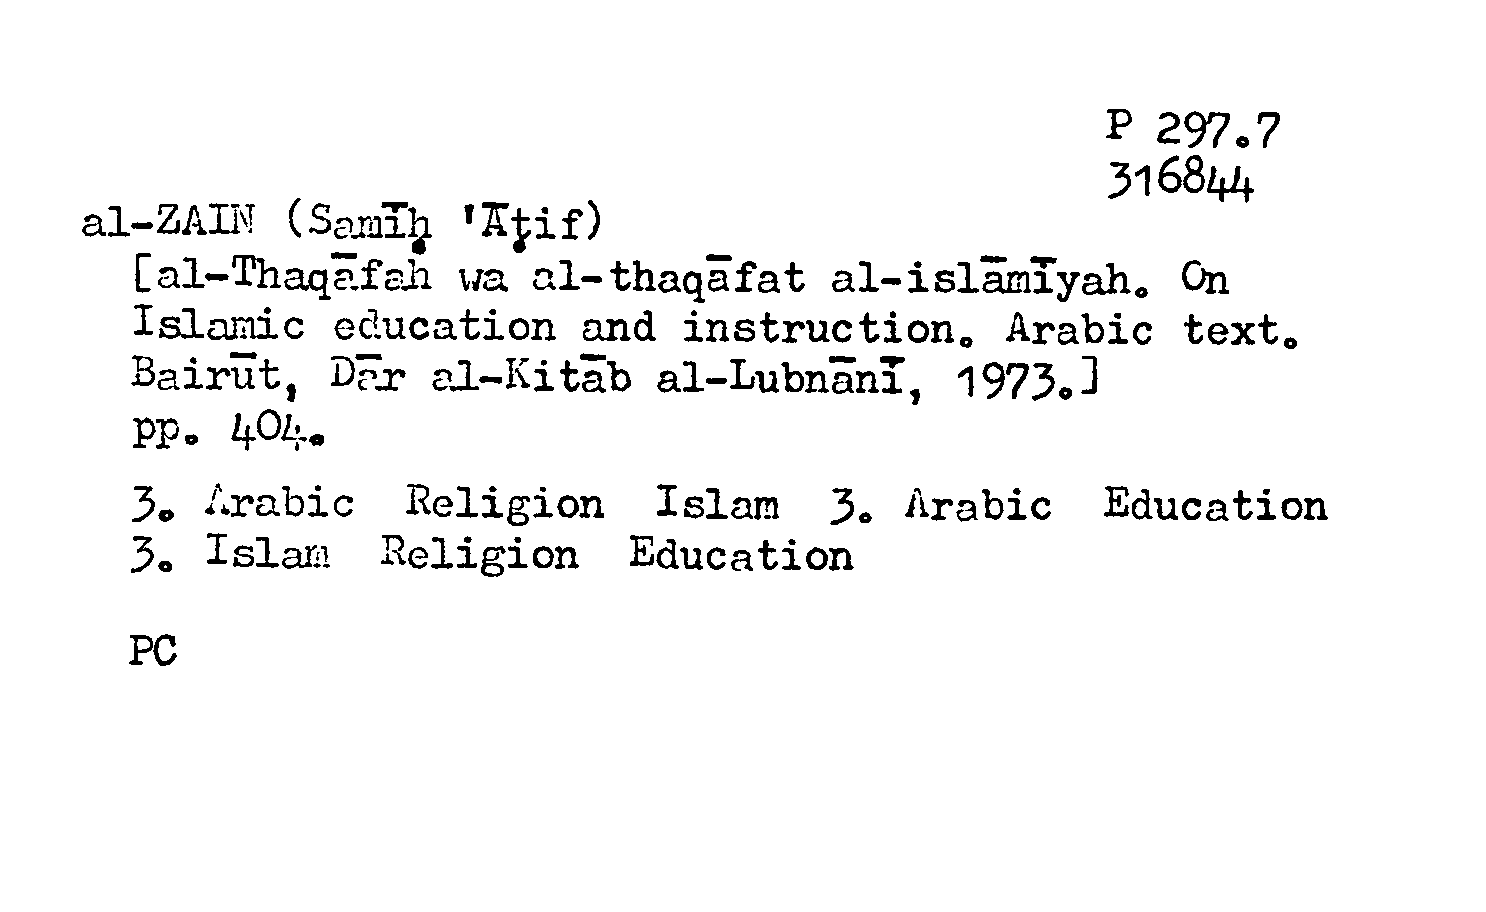 P 297.7
316844
al-ZAIN (Samīḥ 'Āṭif)
[al-Thaqāfah wa al-thaqāfat al-islāmīyah. On
Islamic education and instruction. Arabic text.
Bairūt, Dār al-Kitāb al-Lubnānī, 1973.]
pp. 404.
3. Arabic Religion Islam 3. Arabic Education
3. Islam Religion Education
PC